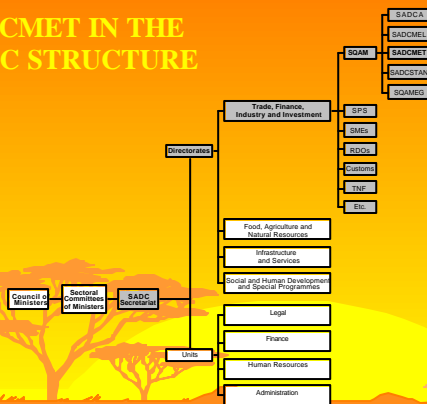 CMET IN THE
C STRUCTURE
SADCA
SADCMEL
SQAM
SADCMET
SADCSTAN
SQAMEG
Trade, Finance,
Industry and Investment
SPS
SMEs
RDOs
Customs
TNF
Etc.
Directorates
Food, Agriculture and
Natural Resources
Infrastructure
and Services
Social and Human Development
and Special Programmes
Council o
Ministers
Sectoral
Committees
of Ministers
SADC
Secretariat
Legal
Finance
Units
Human Resources
Administration